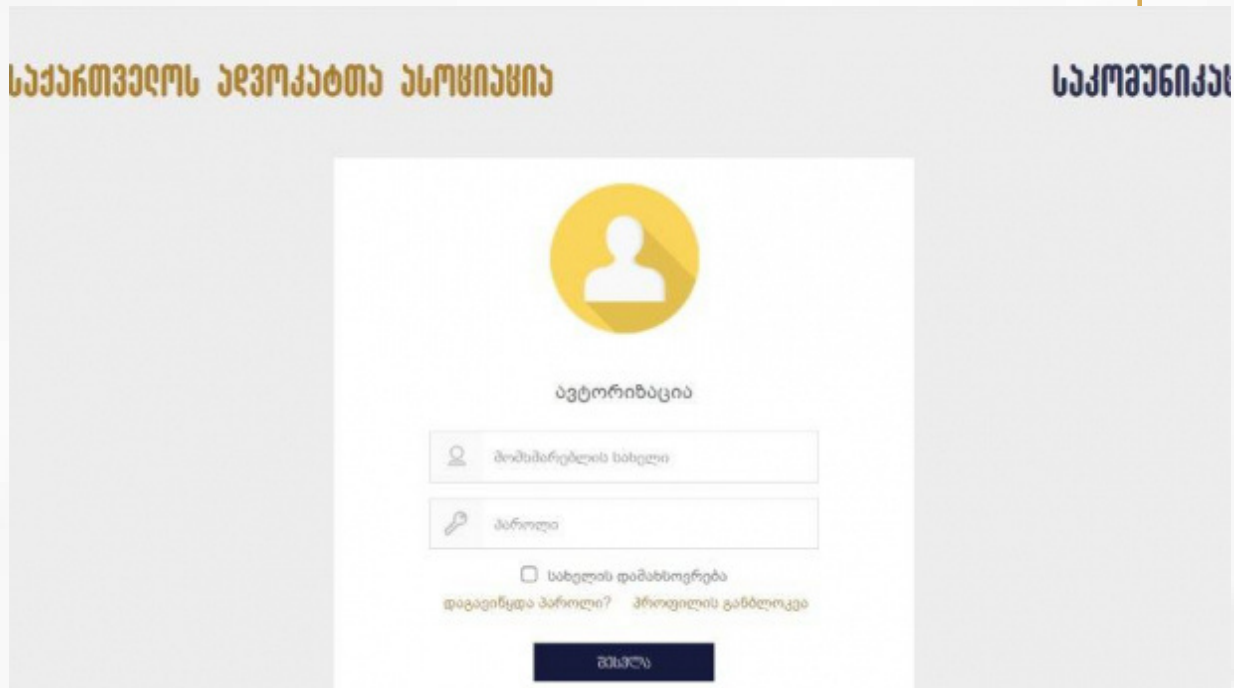 საქართველოს ადვოკატთა ასოციაცია
ავტორიზაცია
მომხმარებლის სახელი
პაროლი
სახელის დამახსოვრება
დაგავიწყდა პაროლი? პროფილის განბლოკვა
შესვლა